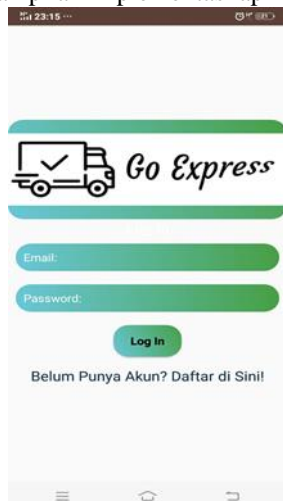 23:15 ...
Go Express
Email:
Password:
Log In
Belum Punya Akun? Daftar di Sini!